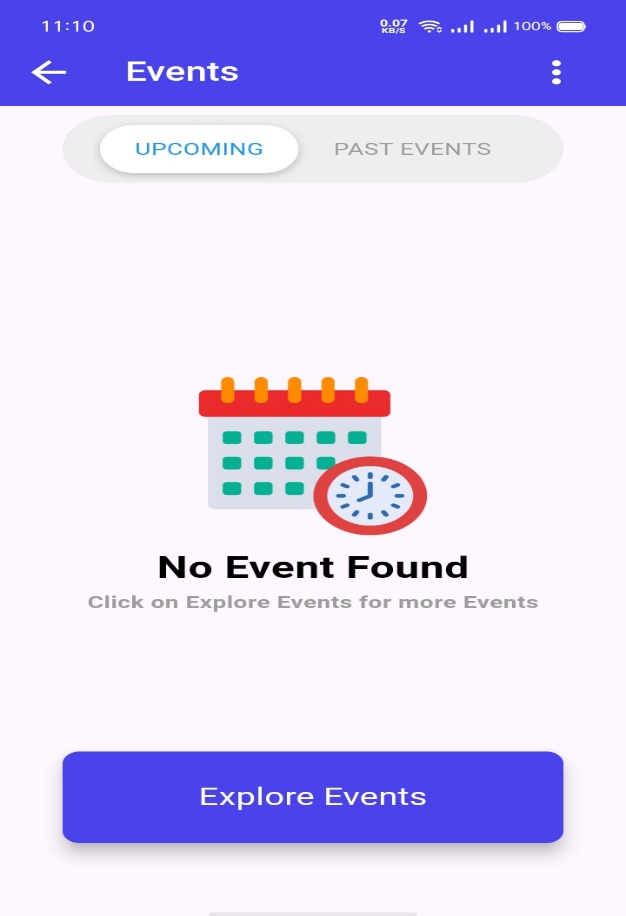 11:10
0.07
KB/S
100%
Events
UPCOMING
PAST EVENTS
No Event Found
Click on Explore Events for more Events
Explore Events